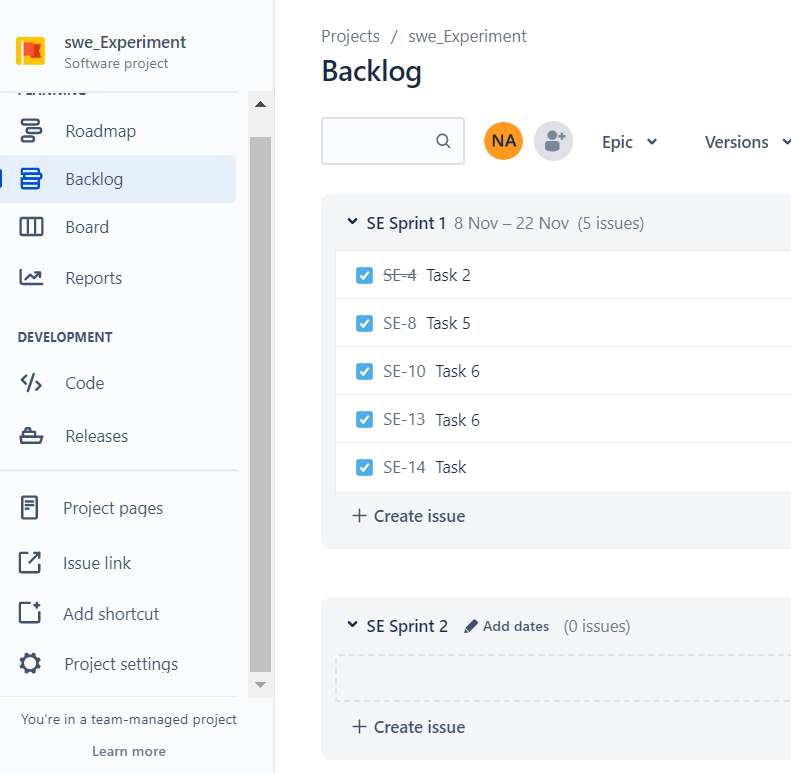 swe_Experiment
Software project
PLANNING
Roadmap
Backlog
Board
Reports
DEVELOPMENT
Code
Releases
Project pages
Issue link
Add shortcut
Project settings
You're in a team-managed project
Learn more
Projects / swe_Experiment
Backlog
NA Epic Versions
SE Sprint 1 8 Nov – 22 Nov (5 issues)
SE-4 Task 2
SE-8 Task 5
SE-10 Task 6
SE-13 Task 6
SE-14 Task
+ Create issue
SE Sprint 2 Add dates (0 issues)
+ Create issue